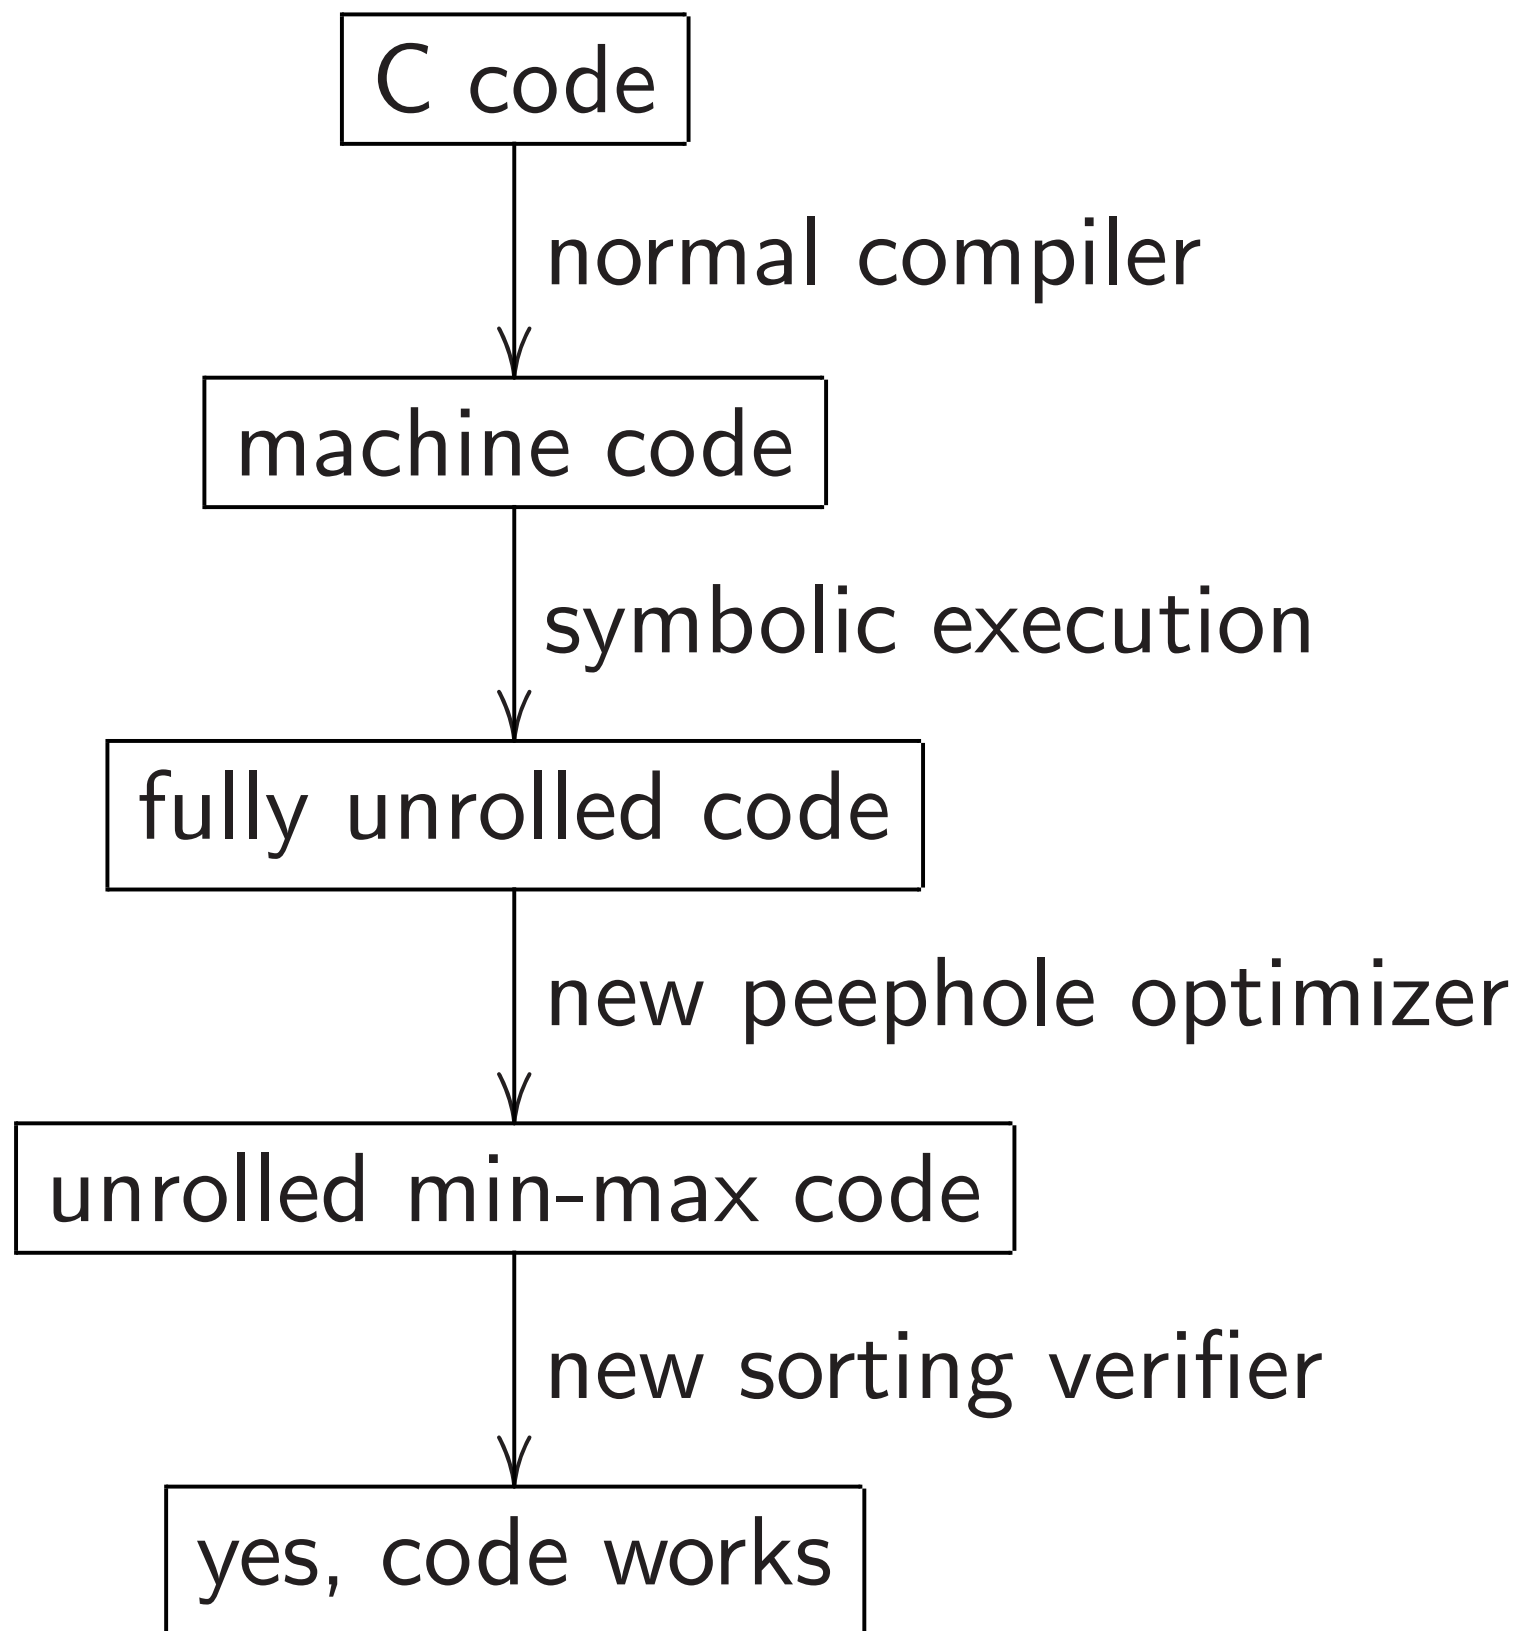 C code
normal compiler
machine code
symbolic execution
fully unrolled code
new peephole optimizer
unrolled min-max code
new sorting verifier
yes, code works